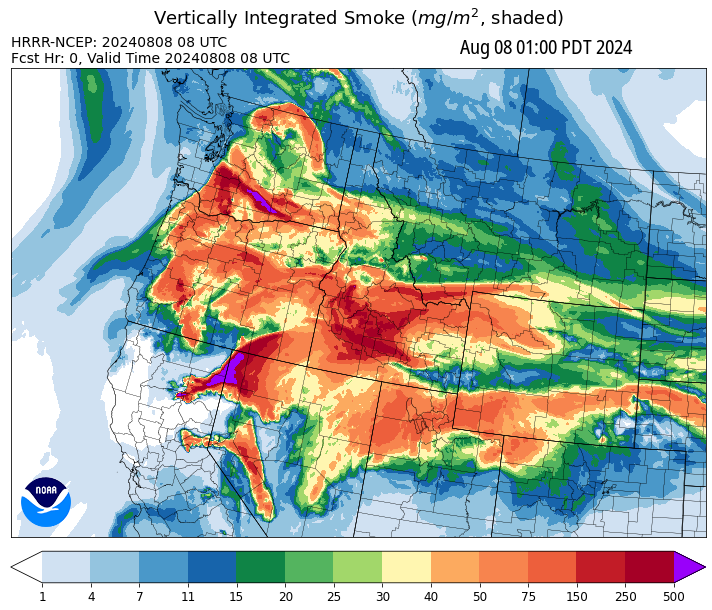 Vertically Integrated Smoke (mg/m², shaded)
HRRR-NCEP: 20240808 08 UTC
Aug 08 01:00 PDT 2024
Fcst Hr: 0, Valid Time 20240808 08 UTC
NOAA
1 4 7 11 15 20 25 30 40 50 75 150 250 500